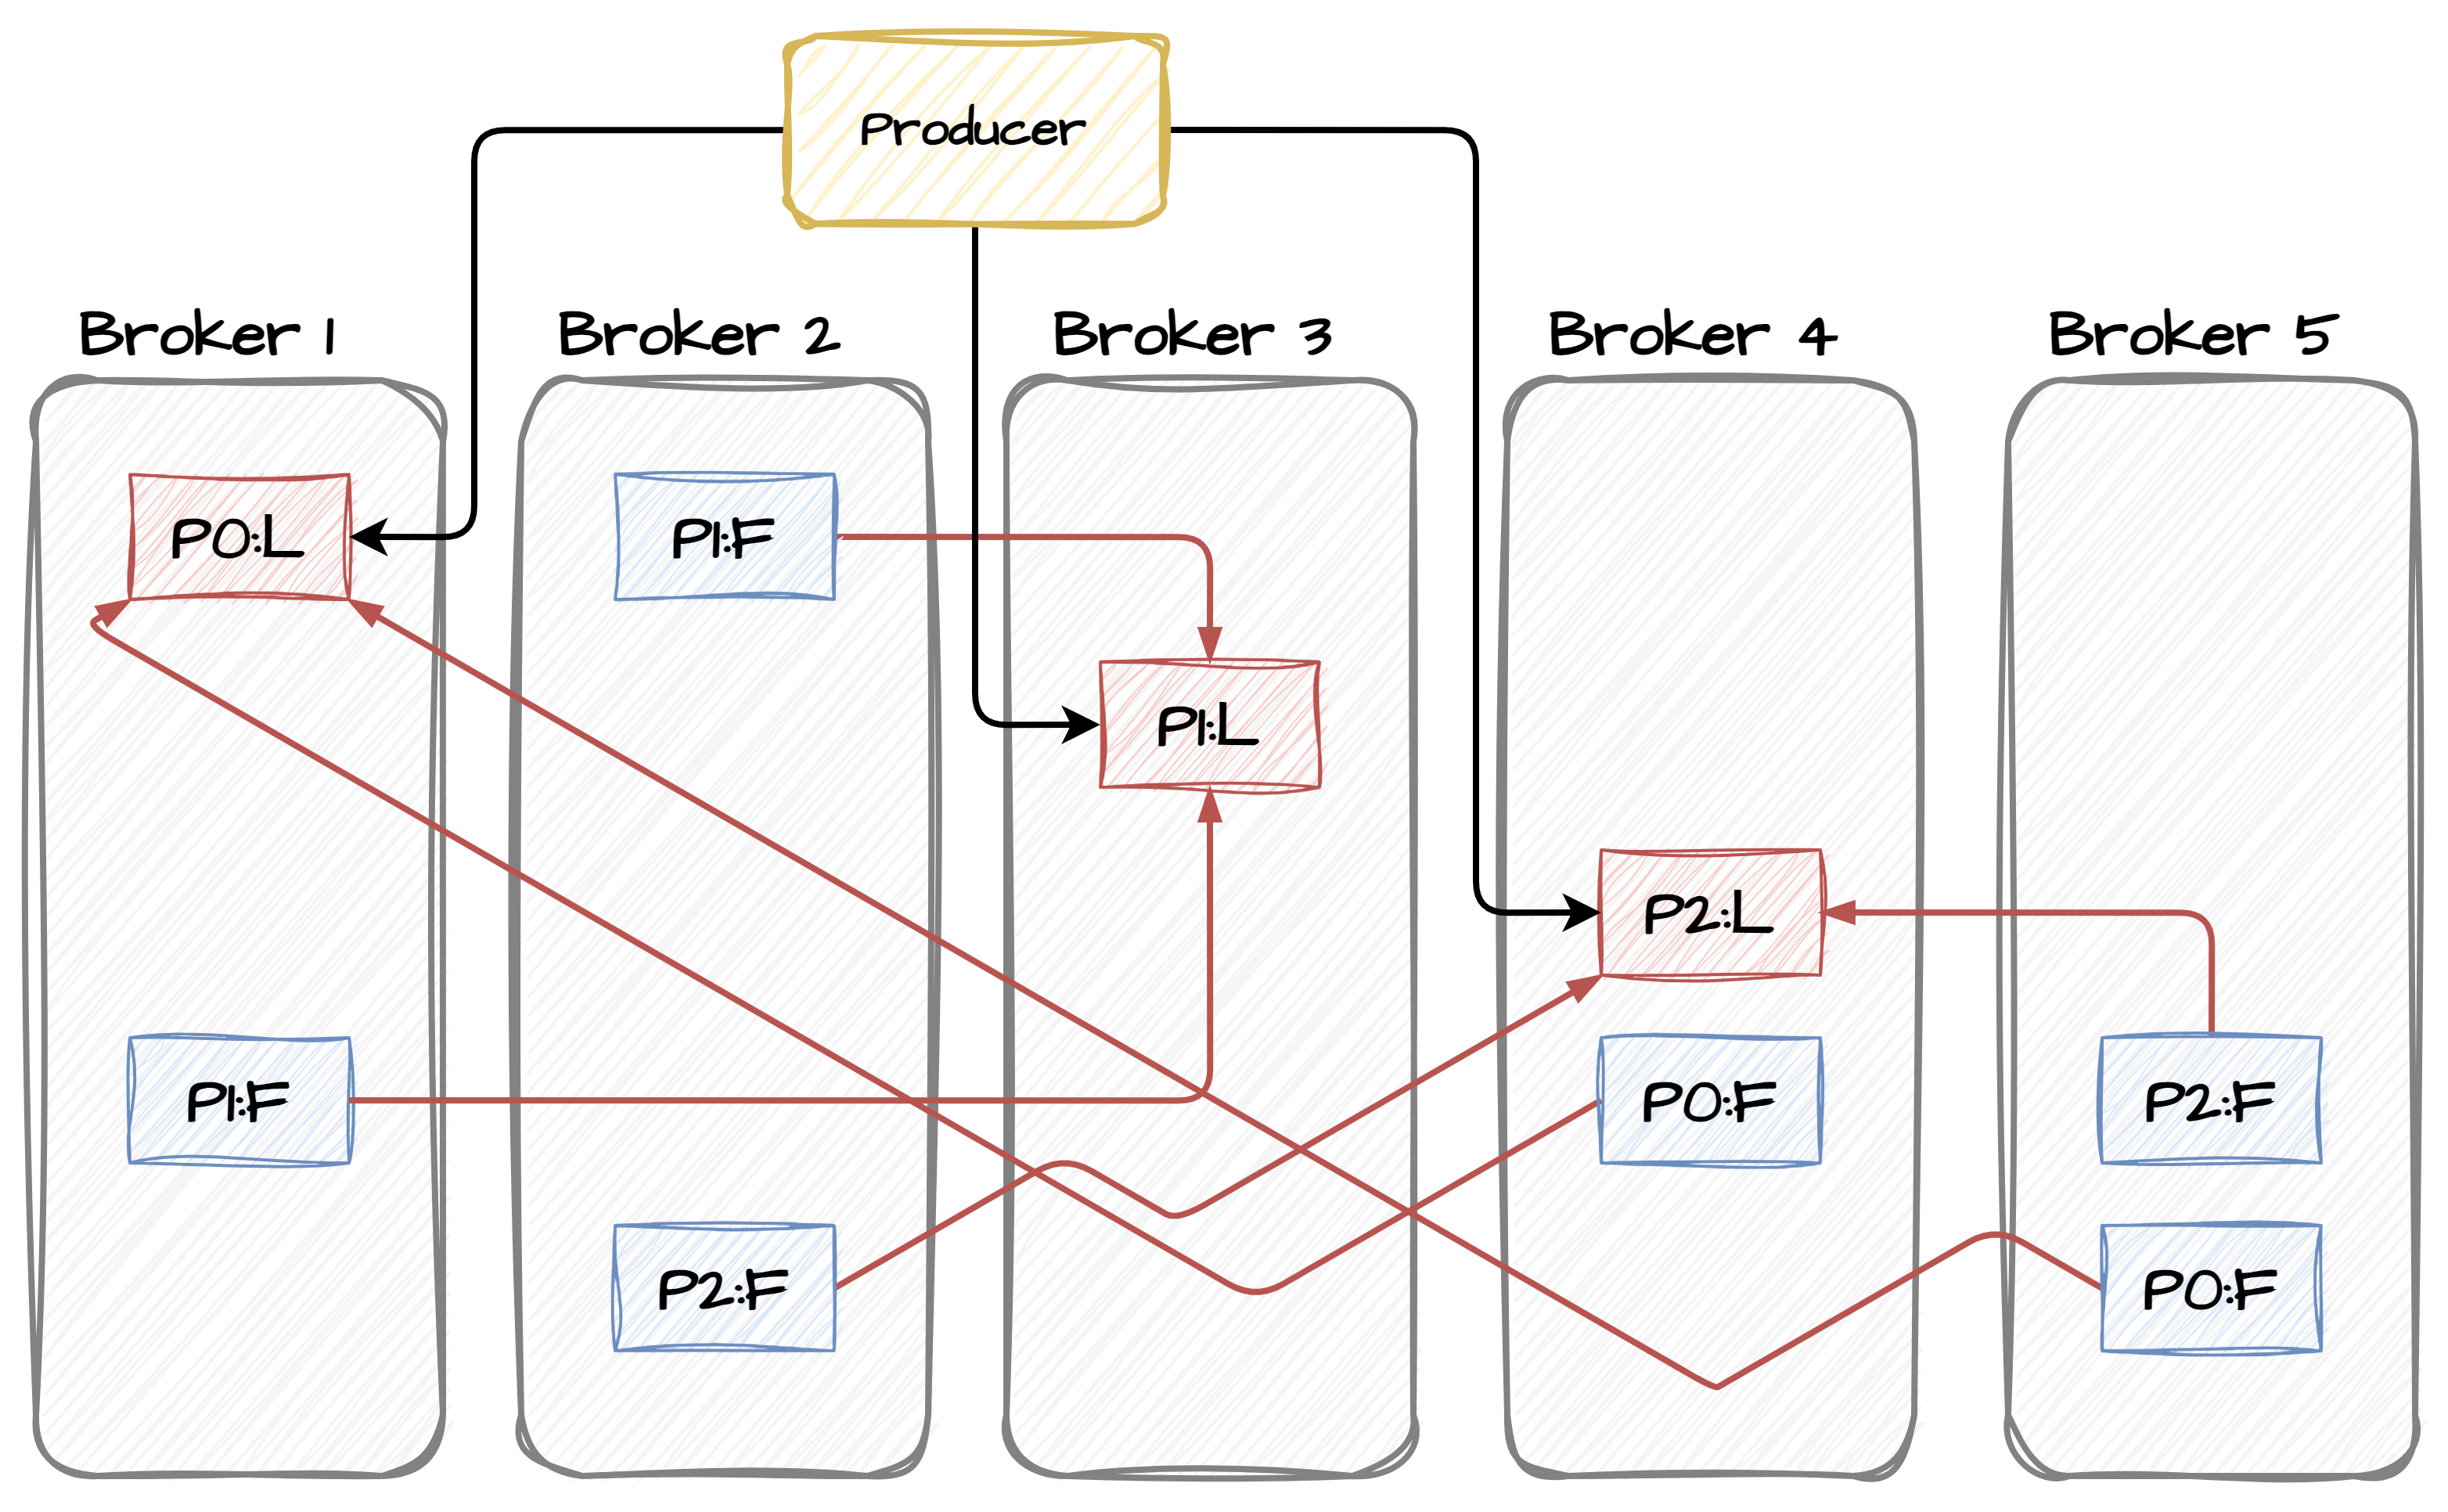 Producer
Broker 1
Broker 2
Broker 3
Broker 4
Broker 5
P0:L
P1:F
P1:L
P2:L
P1:F
P0:F
P2:F
P2:F
P0:F